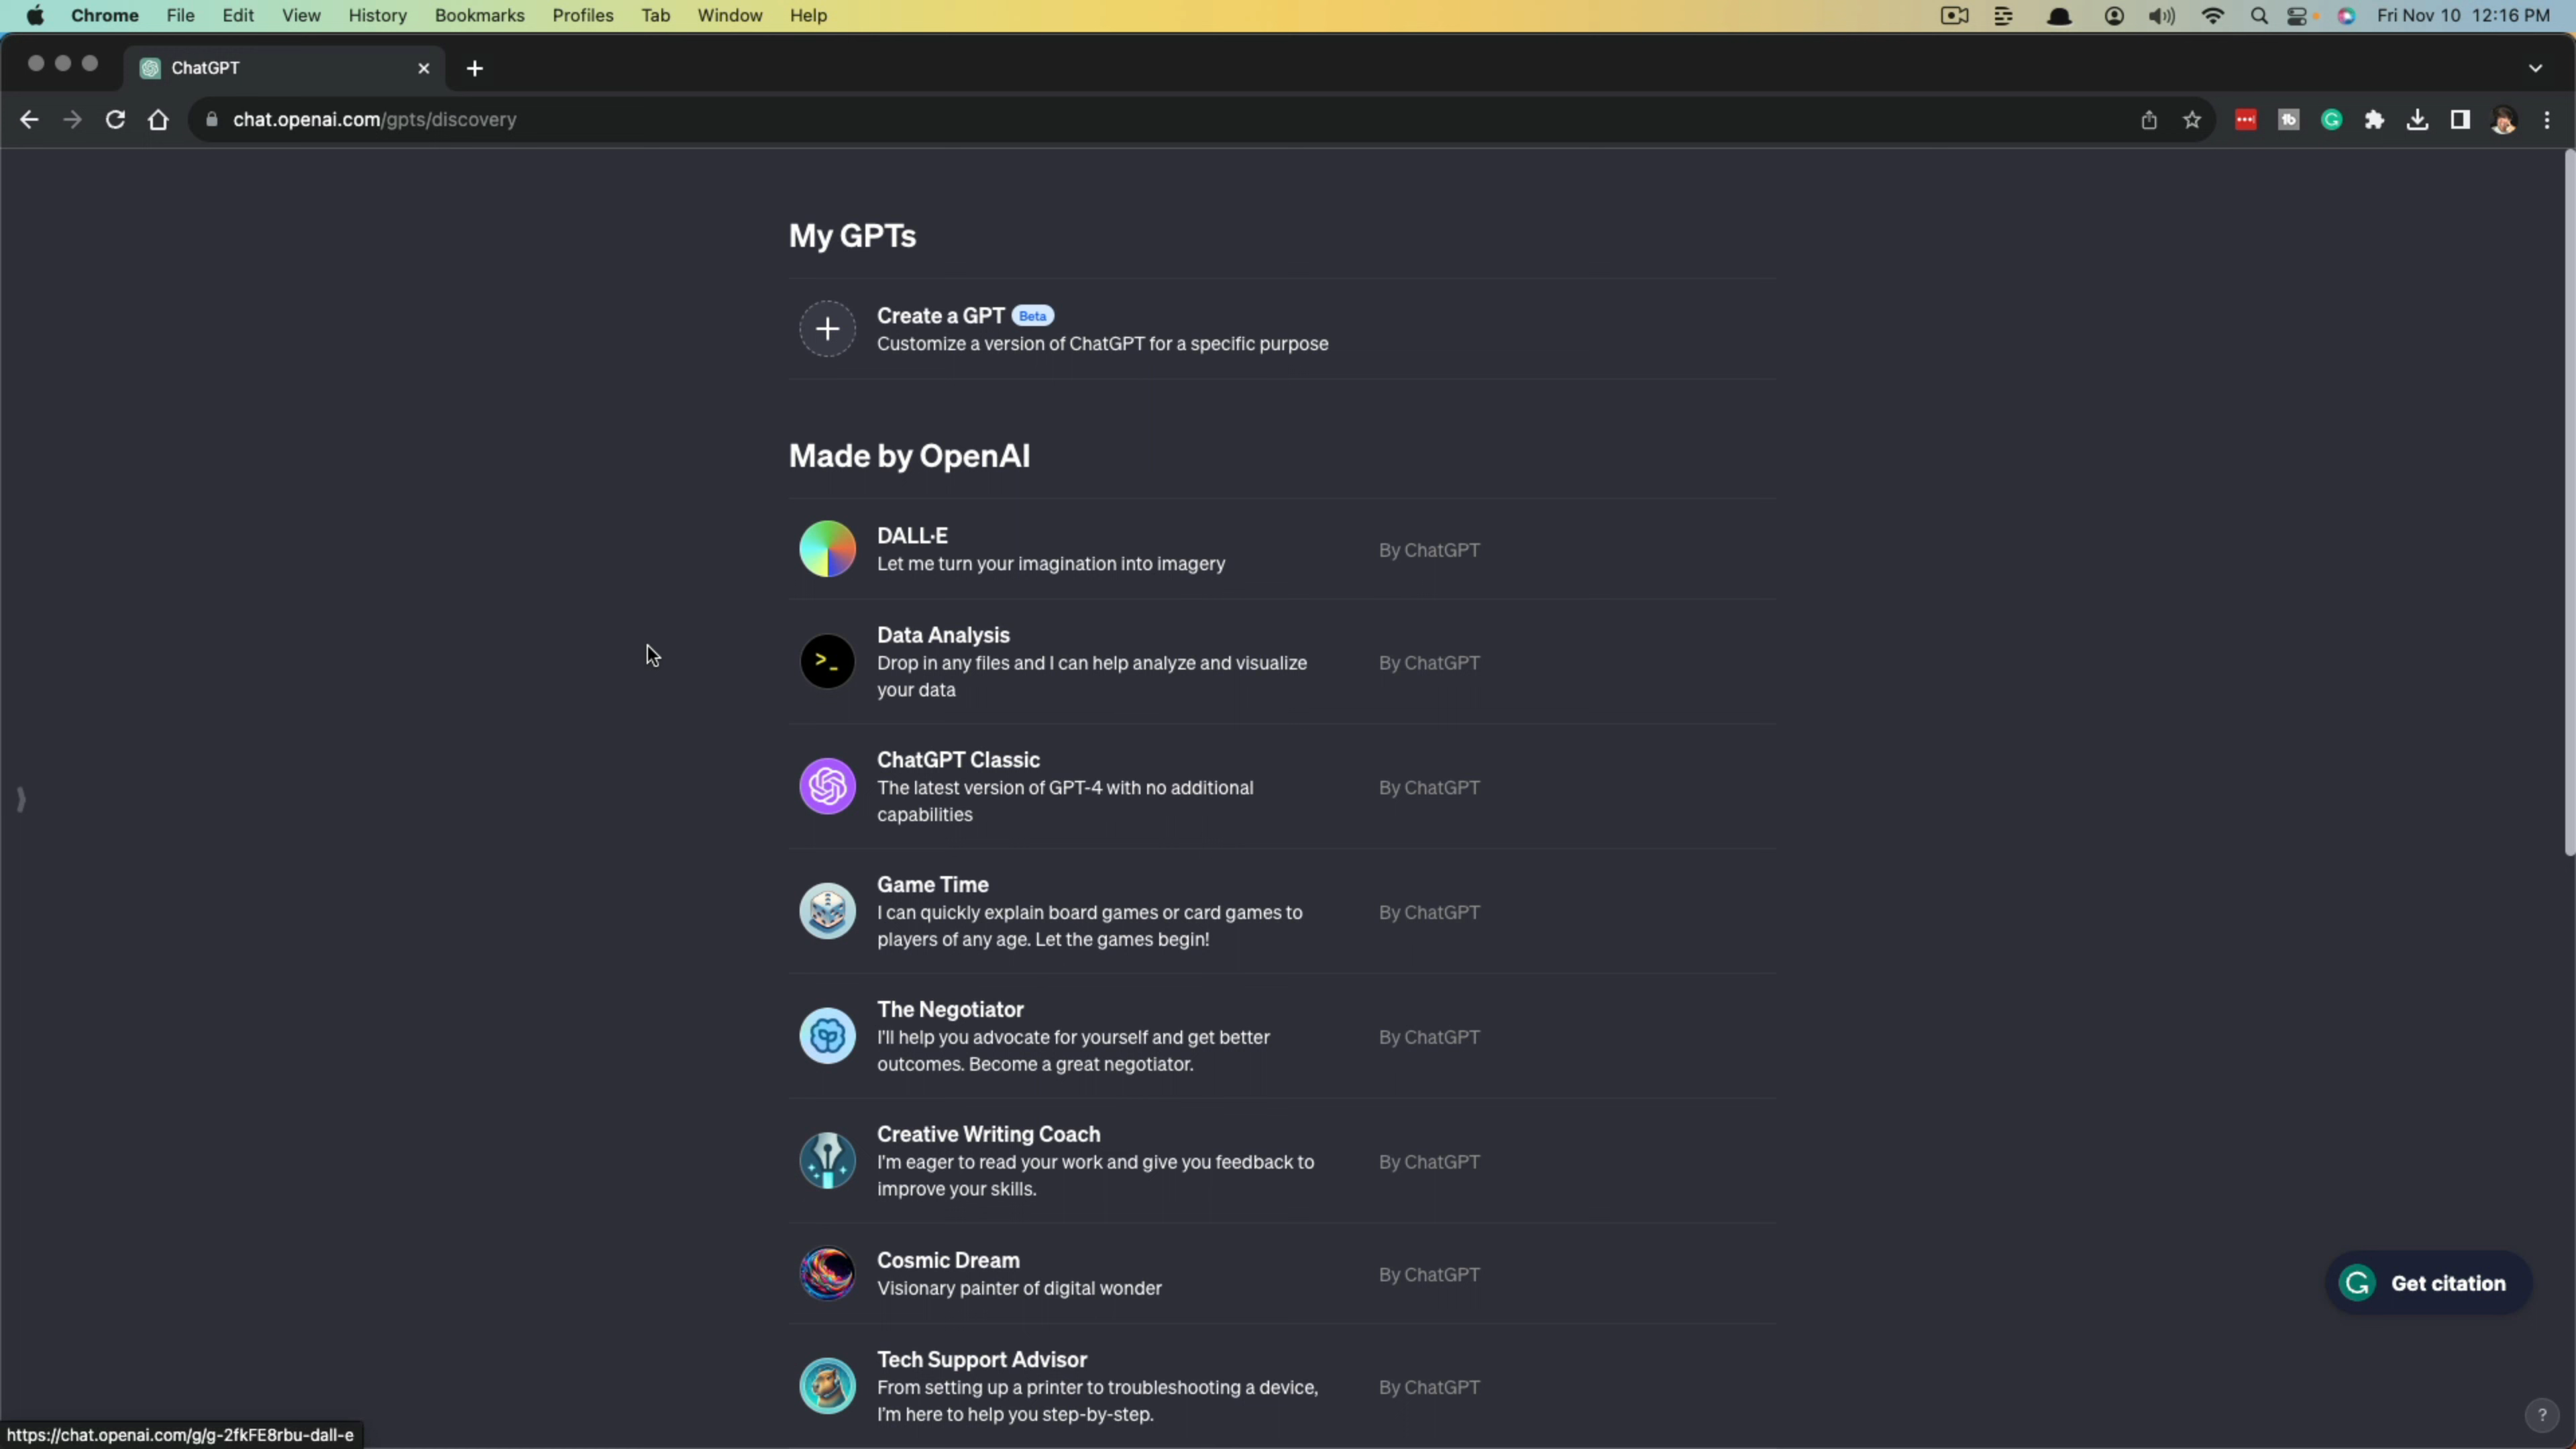 Chrome File Edit View History Bookmarks Profiles Tab Window Help Fri Nov 10 12:16 PM
ChatGPT
chat.openai.com/gpts/discovery
My GPTs
Create a GPT Beta
Customize a version of ChatGPT for a specific purpose
Made by OpenAI
DALL·E
Let me turn your imagination into imagery
By ChatGPT
Data Analysis
Drop in any files and I can help analyze and visualize
your data
By ChatGPT
ChatGPT Classic
The latest version of GPT-4 with no additional
capabilities
By ChatGPT
Game Time
I can quickly explain board games or card games to
players of any age. Let the games begin!
By ChatGPT
The Negotiator
I'll help you advocate for yourself and get better
outcomes. Become a great negotiator.
By ChatGPT
Creative Writing Coach
I'm eager to read your work and give you feedback to
improve your skills.
By ChatGPT
Cosmic Dream
Visionary painter of digital wonder
By ChatGPT
Tech Support Advisor
From setting up a printer to troubleshooting a device,
I'm here to help you step-by-step.
By ChatGPT
Get citation
?
https://chat.openai.com/g/g-2fkFE8rbu-dall-e